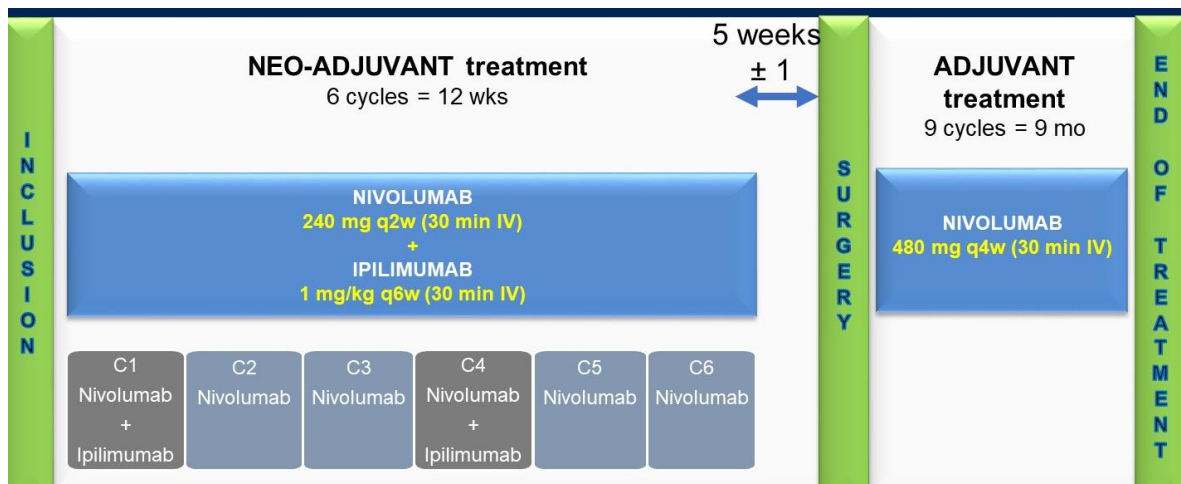 INCLUSION
NEO-ADJUVANT treatment
6 cycles = 12 wks
5 weeks
± 1
NIVOLUMAB
240 mg q2w (30 min IV)
+
IPILIMUMAB
1 mg/kg q6w (30 min IV)
C1
Nivolumab
+
Ipilimumab
C2
Nivolumab
C3
Nivolumab
C4
Nivolumab
+
Ipilimumab
C5
Nivolumab
C6
Nivolumab
SURGERY
ADJUVANT
treatment
9 cycles = 9 mo
NIVOLUMAB
480 mg q4w (30 min IV)
END OF TREATMENT